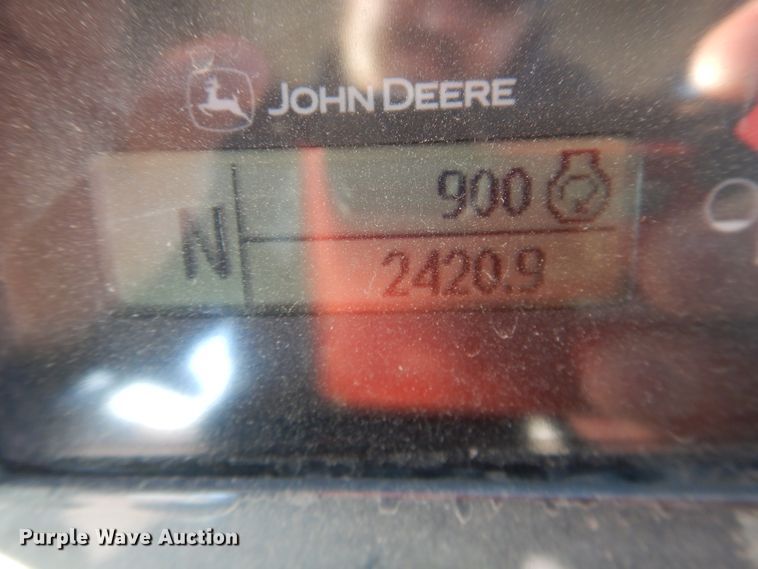 JOHN DEERE
900
N
2420.9
Purple Wave Auction